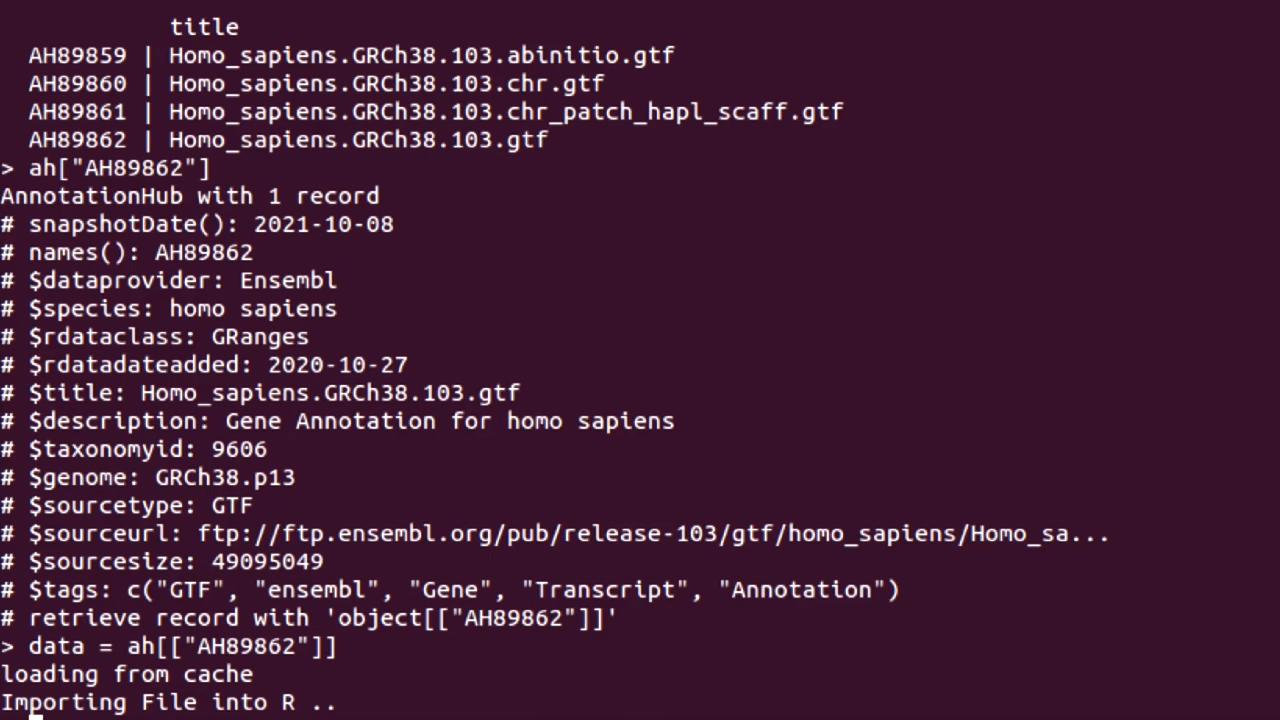 title
AH89859 | Homo_sapiens.GRCh38.103.abinitio.gtf
AH89860 | Homo_sapiens.GRCh38.103.chr.gtf
AH89861 | Homo_sapiens.GRCh38.103.chr_patch_hapl_scaff.gtf
AH89862 | Homo_sapiens.GRCh38.103.gtf
> ah["AH89862"]
AnnotationHub with 1 record
# snapshotDate(): 2021-10-08
# names(): AH89862
# $dataprovider: Ensembl
# $species: homo sapiens
# $rdataclass: GRanges
# $rdatadateadded: 2020-10-27
# $title: Homo_sapiens.GRCh38.103.gtf
# $description: Gene Annotation for homo sapiens
# $taxonomyid: 9606
# $genome: GRCh38.p13
# $sourcetype: GTF
# $sourceurl: ftp://ftp.ensembl.org/pub/release-103/gtf/homo_sapiens/Homo_sa...
# $sourcesize: 49095049
# $tags: c("GTF", "ensembl", "Gene", "Transcript", "Annotation")
# retrieve record with 'object[["AH89862"]]'
> data = ah[["AH89862"]]
loading from cache
Importing File into R ..